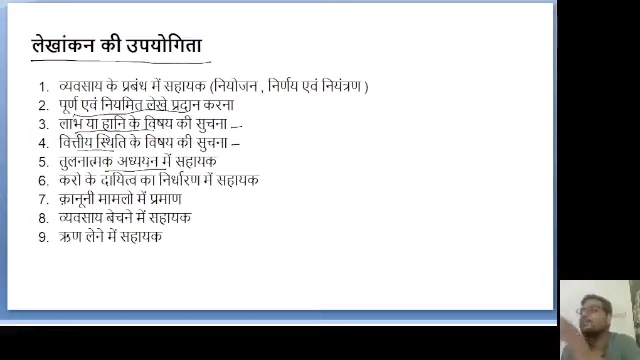 लेखांकन की उपयोगिता
1. व्यवसाय के प्रबंध में सहायक (नियोजन , निर्णय एवं नियंत्रण )
2. पूर्ण एवं नियमित लेखे प्रदान करना
3. लाभ या हानि के विषय की सुचना
4. वित्तीय स्थिति के विषय की सुचना
5. तुलनात्मक अध्ययन में सहायक
6. करो के दायित्व का निर्धारण में सहायक
7. क़ानूनी मामलो में प्रमाण
8. व्यवसाय बेचने में सहायक
9. ऋण लेने में सहायक